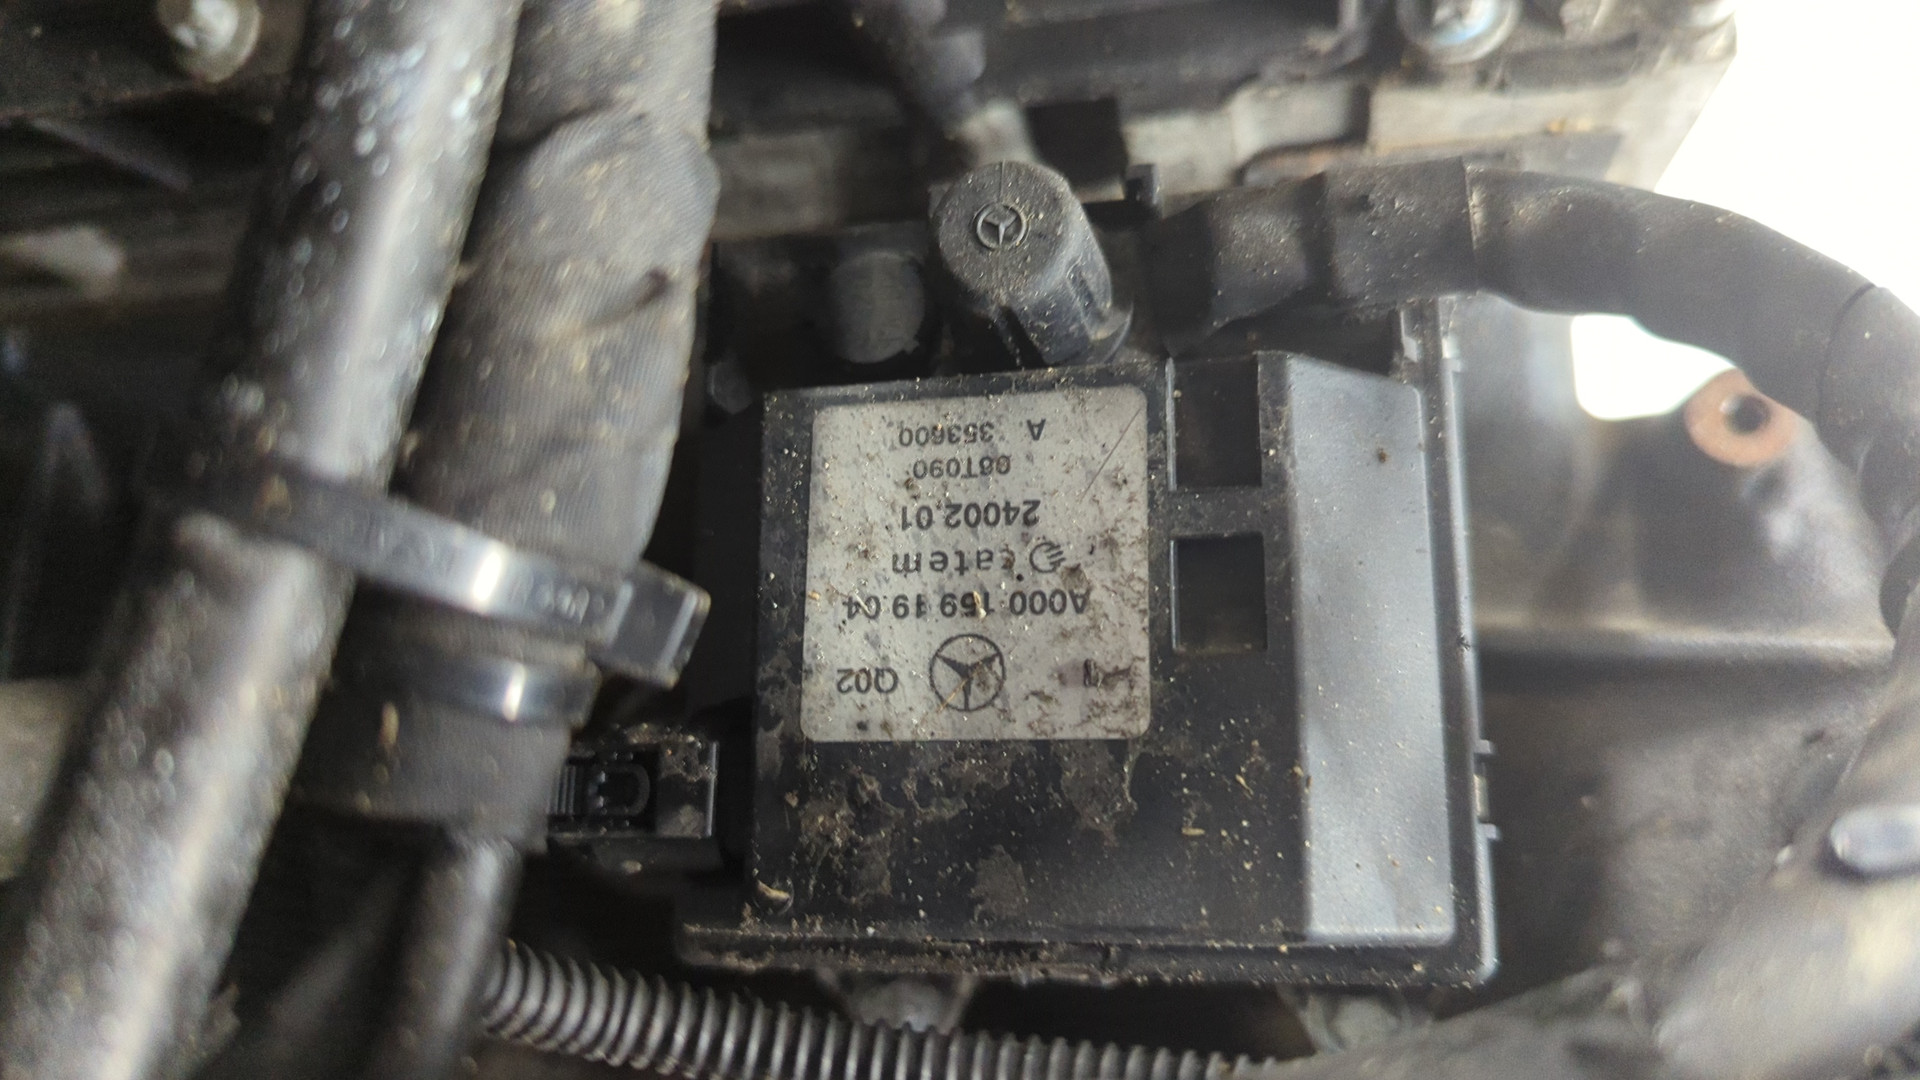 Q02
A000 159 19 04
catem
24002.01
08T090
A 353600